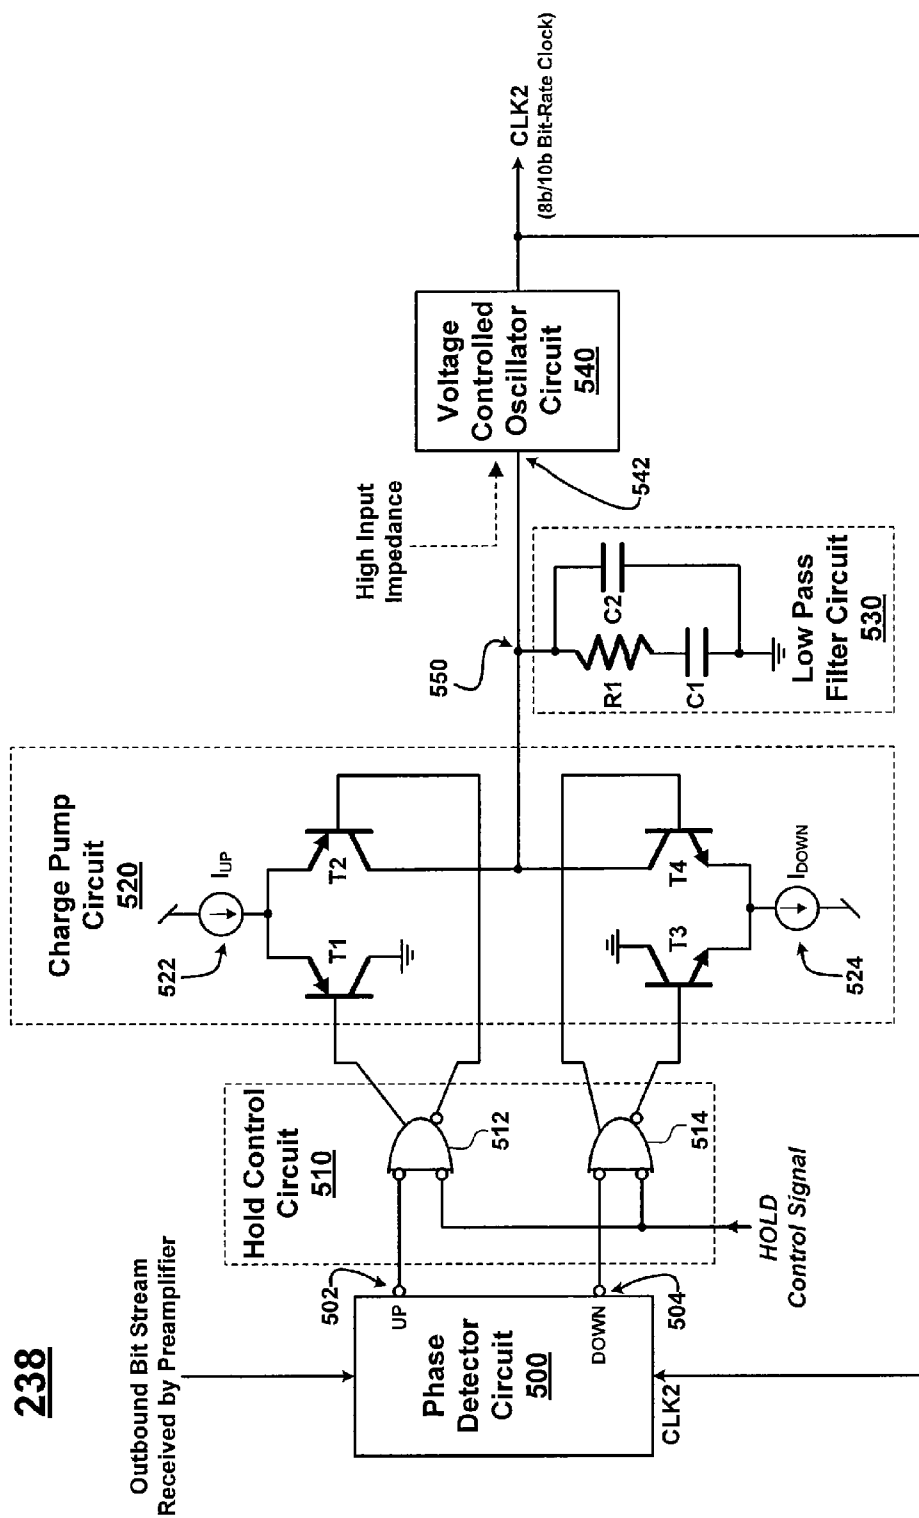 238
Outbound Bit Stream
Received by Preamplifier
Phase
Detector
Circuit
500
UP
DOWN
CLK2
502
504
Hold Control
Circuit
510
512
514
HOLD
Control Signal
Charge Pump
Circuit
520
522
I_UP
T1
T2
T3
T4
524
I_DOWN
550
High Input
Impedance
R1
C1
C2
Low Pass
Filter Circuit
530
542
Voltage
Controlled
Oscillator
Circuit
540
CLK2
(8b/10b Bit-Rate Clock)